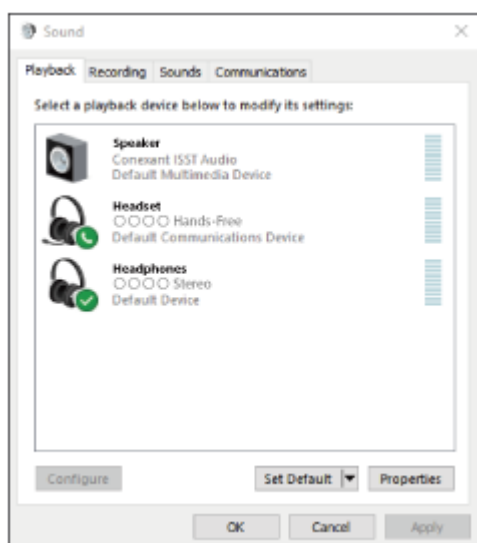 Sound
Playback Recording Sounds Communications
Select a playback device below to modify its settings:
Speaker
Conexant ISST Audio
Default Multimedia Device
Headset
○○○○ Hands-Free
Default Communications Device
Headphones
○○○○ Stereo
Default Device
Configure Set Default Properties
OK Cancel Apply